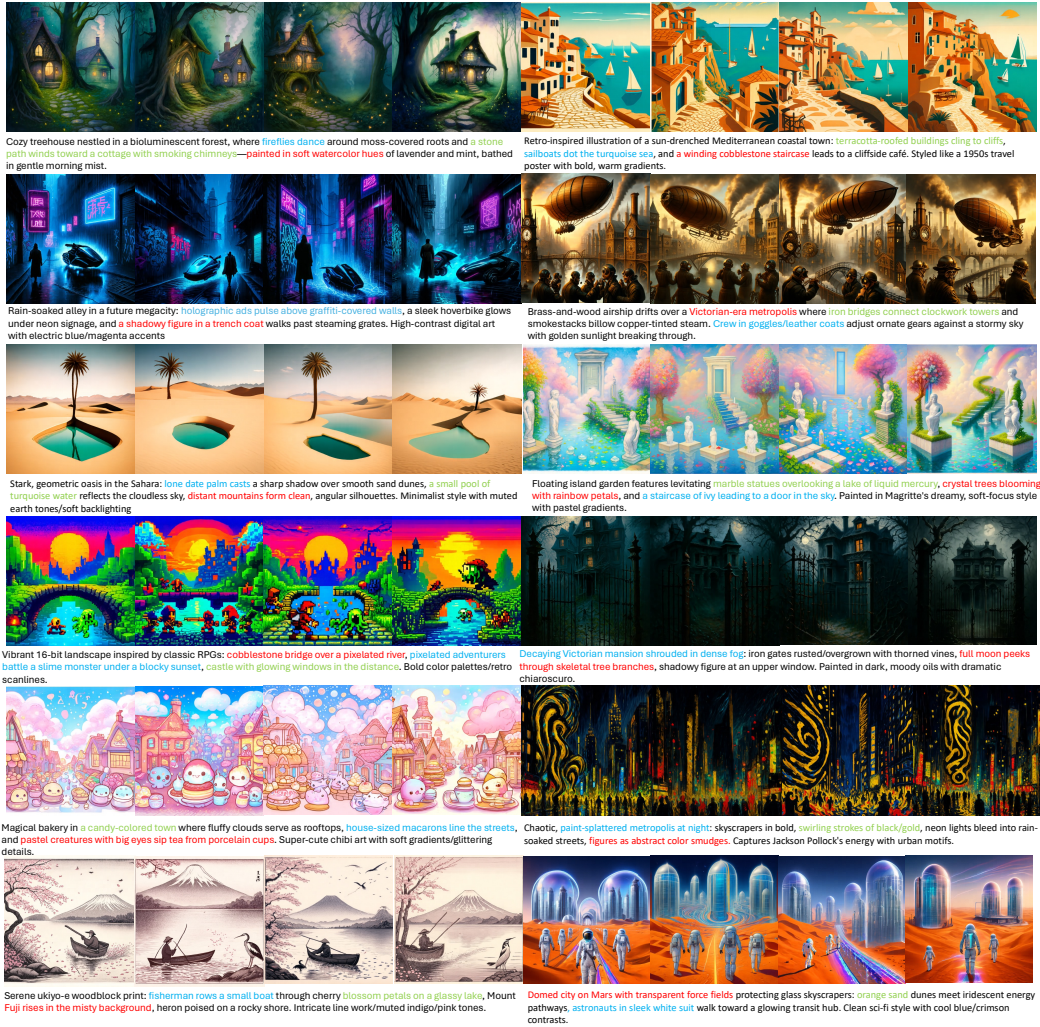 Cozy treehouse nestled in a bioluminescent forest, where fireflies dance around moss-covered roots and a stone
path winds toward a cottage with smoking chimneys—painted in soft watercolor hues of lavender and mint, bathed
in gentle morning mist.
Retro-inspired illustration of a sun-drenched Mediterranean coastal town: terracotta-roofed buildings cling to cliffs,
sailboats dot the turquoise sea, and a winding cobblestone staircase leads to a cliffside café. Styled like a 1950s travel
poster with bold, warm gradients.
Rain-soaked alley in a future megacity: holographic ads pulse above graffiti-covered walls, a sleek hoverbike glows
under neon signage, and a shadowy figure in a trench coat walks past steaming grates. High-contrast digital art
with electric blue/magenta accents
Brass-and-wood airship drifts over a Victorian-era metropolis where iron bridges connect clockwork towers and
smokestacks billow copper-tinted steam. Crew in goggles/leather coats adjust ornate gears against a stormy sky
with golden sunlight breaking through.
Stark, geometric oasis in the Sahara: lone date palm casts a sharp shadow over smooth sand dunes, a small pool of
turquoise water reflects the cloudless sky, distant mountains form clean, angular silhouettes. Minimalist style with muted
earth tones/soft backlighting
Floating island garden features levitating marble statues overlooking a lake of liquid mercury, crystal trees blooming
with rainbow petals, and a staircase of ivy leading to a door in the sky. Painted in Magritte's dreamy, soft-focus style
with pastel gradients.
Vibrant 16-bit landscape inspired by classic RPGs: cobblestone bridge over a pixelated river, pixelated adventurers
battle a slime monster under a blocky sunset, castle with glowing windows in the distance. Bold color palettes/retro
scanlines.
Decaying Victorian mansion shrouded in dense fog: iron gates rusted/overgrown with thorned vines, full moon peeks
through skeletal tree branches, shadowy figure at an upper window. Painted in dark, moody oils with dramatic
chiaroscuro.
Magical bakery in a candy-colored town where fluffy clouds serve as rooftops, house-sized macarons line the streets,
and pastel creatures with big eyes sip tea from porcelain cups. Super-cute chibi art with soft gradients/glittering
details.
Chaotic, paint-splattered metropolis at night: skyscrapers in bold, swirling strokes of black/gold, neon lights bleed into rain-
soaked streets, figures as abstract color smudges. Captures Jackson Pollock's energy with urban motifs.
Serene ukiyo-e woodblock print: fisherman rows a small boat through cherry blossom petals on a glassy lake, Mount
Fuji rises in the misty background, heron poised on a rocky shore. Intricate line work/muted indigo/pink tones.
Domed city on Mars with transparent force fields protecting glass skyscrapers: orange sand dunes meet iridescent energy
pathways, astronauts in sleek white suit walk toward a glowing transit hub. Clean sci-fi style with cool blue/crimson
contrasts.